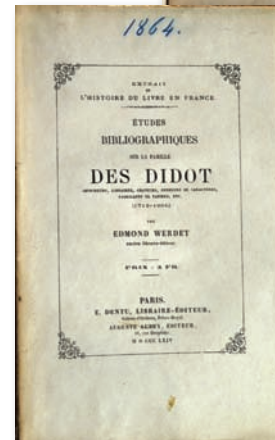 1864.
EXTRAIT
DE
L'HISTOIRE DU LIVRE EN FRANCE
ÉTUDES
BIBLIOGRAPHIQUES
SUR LA FAMILLE
DES DIDOT
IMPRIMEURS, LIBRAIRES, GRAVEURS, FONDEURS DE CARACTÈRES,
FABRICANTS DE PAPIERS, ETC.
PAR
EDMOND WERDET
PRIX : 2 FR.
PARIS.
E. DENTU, LIBRAIRE-ÉDITEUR,
AUGUSTE AUBRY, ÉDITEUR,
M D CCC LXIV